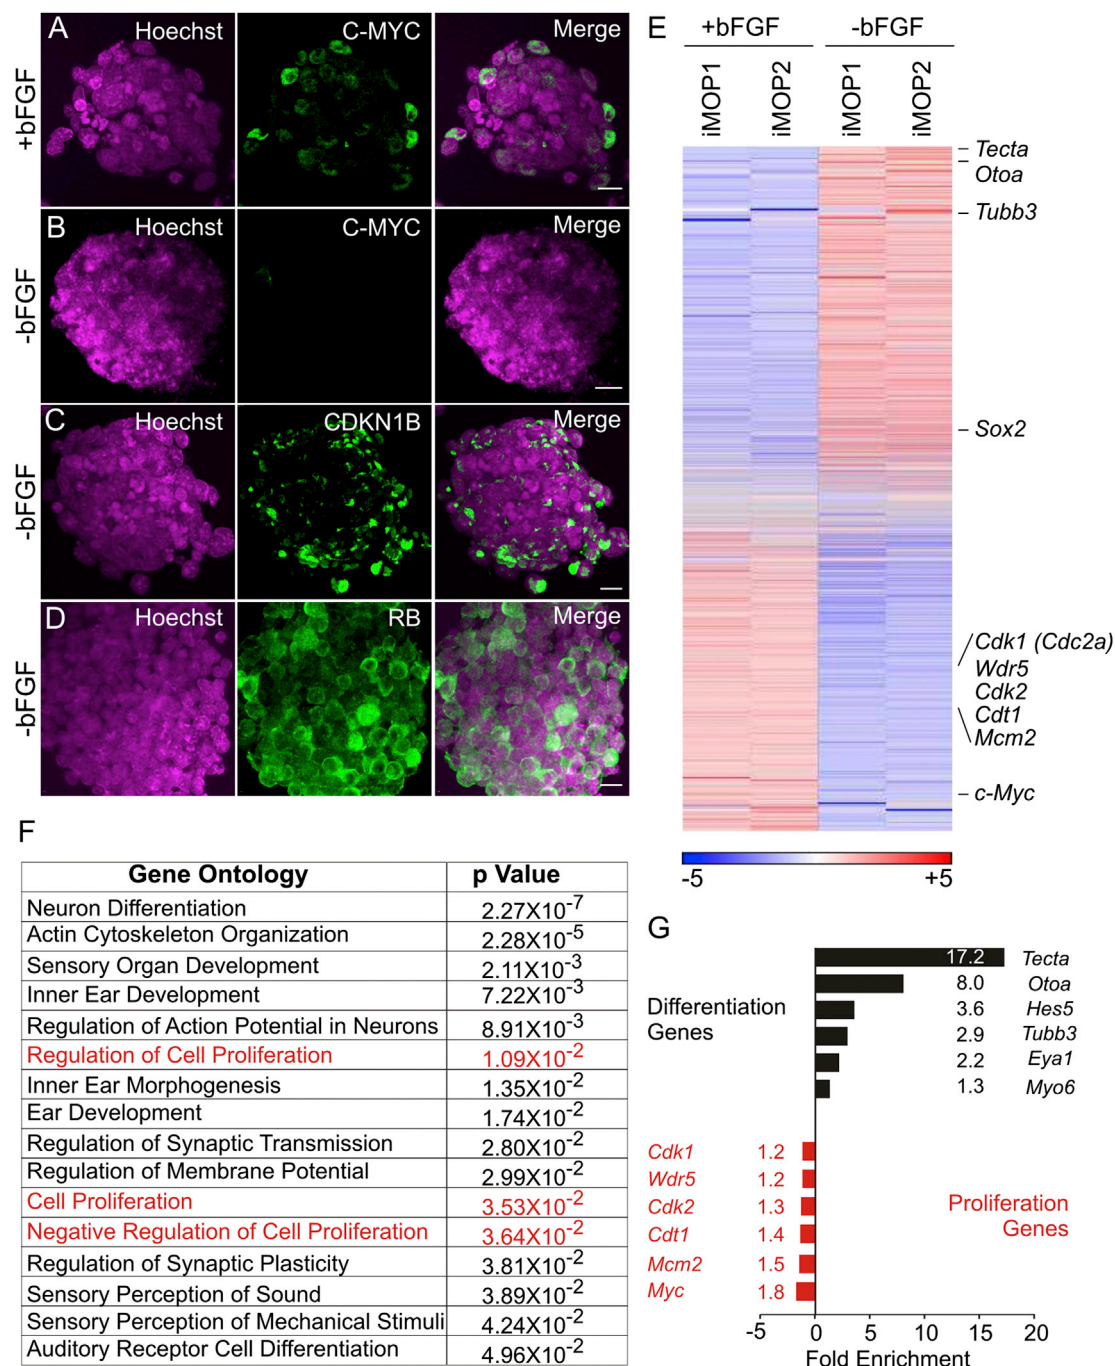 A
Hoechst
C-MYC
Merge
+bFGF
B
Hoechst
C-MYC
Merge
-bFGF
C
Hoechst
CDKN1B
Merge
-bFGF
D
Hoechst
RB
Merge
-bFGF
E
+bFGF
-bFGF
iMOP1
iMOP2
iMOP1
iMOP2
Tecta
Otoa
Tubb3
Sox2
Cdk1 (Cdc2a)
Wdr5
Cdk2
Cdt1
Mcm2
c-Myc
-5
+5
F
Gene Ontology p Value
Neuron Differentiation 2.27X10-7
Actin Cytoskeleton Organization 2.28X10-5
Sensory Organ Development 2.11X10-3
Inner Ear Development 7.22X10-3
Regulation of Action Potential in Neurons 8.91X10-3
Regulation of Cell Proliferation 1.09X10-2
Inner Ear Morphogenesis 1.35X10-2
Ear Development 1.74X10-2
Regulation of Synaptic Transmission 2.80X10-2
Regulation of Membrane Potential 2.99X10-2
Cell Proliferation 3.53X10-2
Negative Regulation of Cell Proliferation 3.64X10-2
Regulation of Synaptic Plasticity 3.81X10-2
Sensory Perception of Sound 3.89X10-2
Sensory Perception of Mechanical Stimuli 4.24X10-2
Auditory Receptor Cell Differentiation 4.96X10-2
G
Differentiation
Genes
17.2 Tecta
8.0 Otoa
3.6 Hes5
2.9 Tubb3
2.2 Eya1
1.3 Myo6
Cdk1 1.2
Wdr5 1.2
Cdk2 1.3
Cdt1 1.4
Mcm2 1.5
Myc 1.8
Proliferation
Genes
-5 0 5 10 15 20
Fold Enrichment